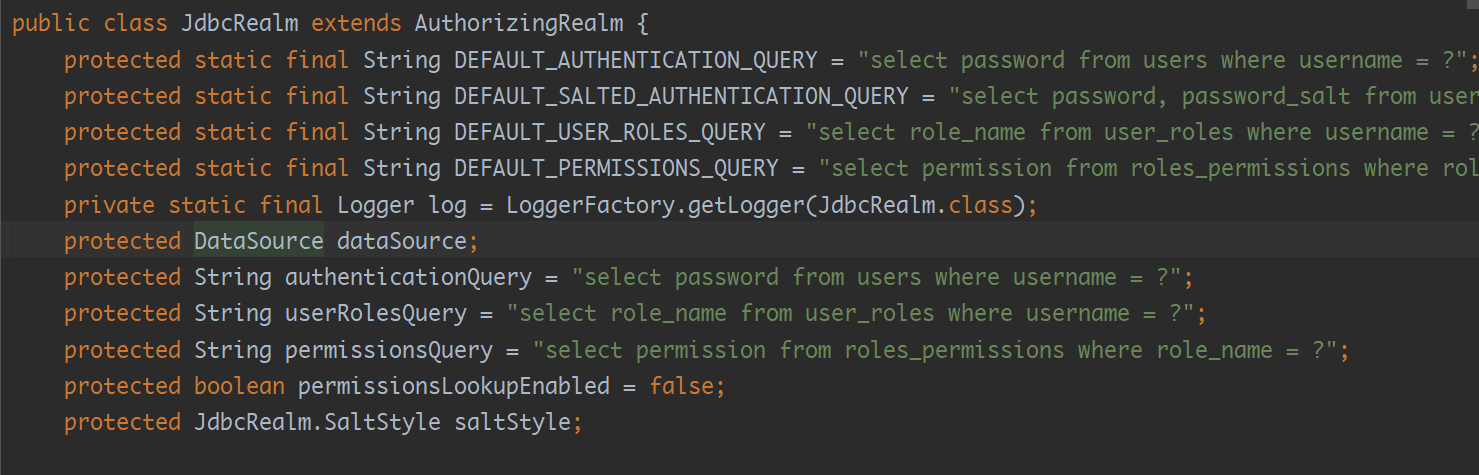 public class JdbcRealm extends AuthorizingRealm {
protected static final String DEFAULT_AUTHENTICATION_QUERY = "select password from users where username = ?";
protected static final String DEFAULT_SALTED_AUTHENTICATION_QUERY = "select password, password_salt from user
protected static final String DEFAULT_USER_ROLES_QUERY = "select role_name from user_roles where username = ?
protected static final String DEFAULT_PERMISSIONS_QUERY = "select permission from roles_permissions where rol
private static final Logger log = LoggerFactory.getLogger(JdbcRealm.class);
protected DataSource dataSource;
protected String authenticationQuery = "select password from users where username = ?";
protected String userRolesQuery = "select role_name from user_roles where username = ?";
protected String permissionsQuery = "select permission from roles_permissions where role_name = ?";
protected boolean permissionsLookupEnabled = false;
protected JdbcRealm.SaltStyle saltStyle;